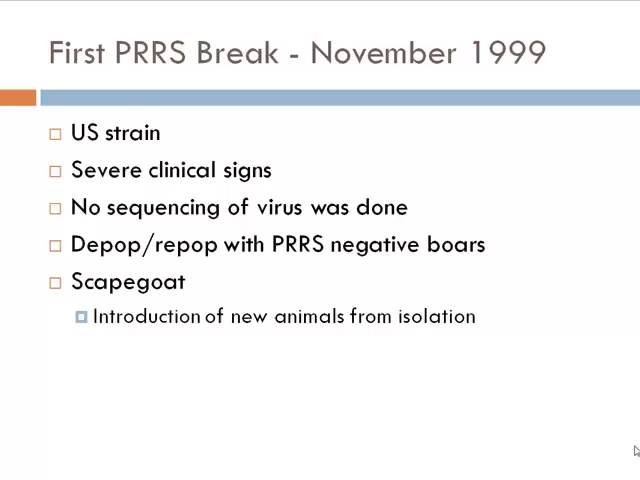 First PRRS Break - November 1999
US strain
Severe clinical signs
No sequencing of virus was done
Depop/repop with PRRS negative boars
Scapegoat
Introduction of new animals from isolation